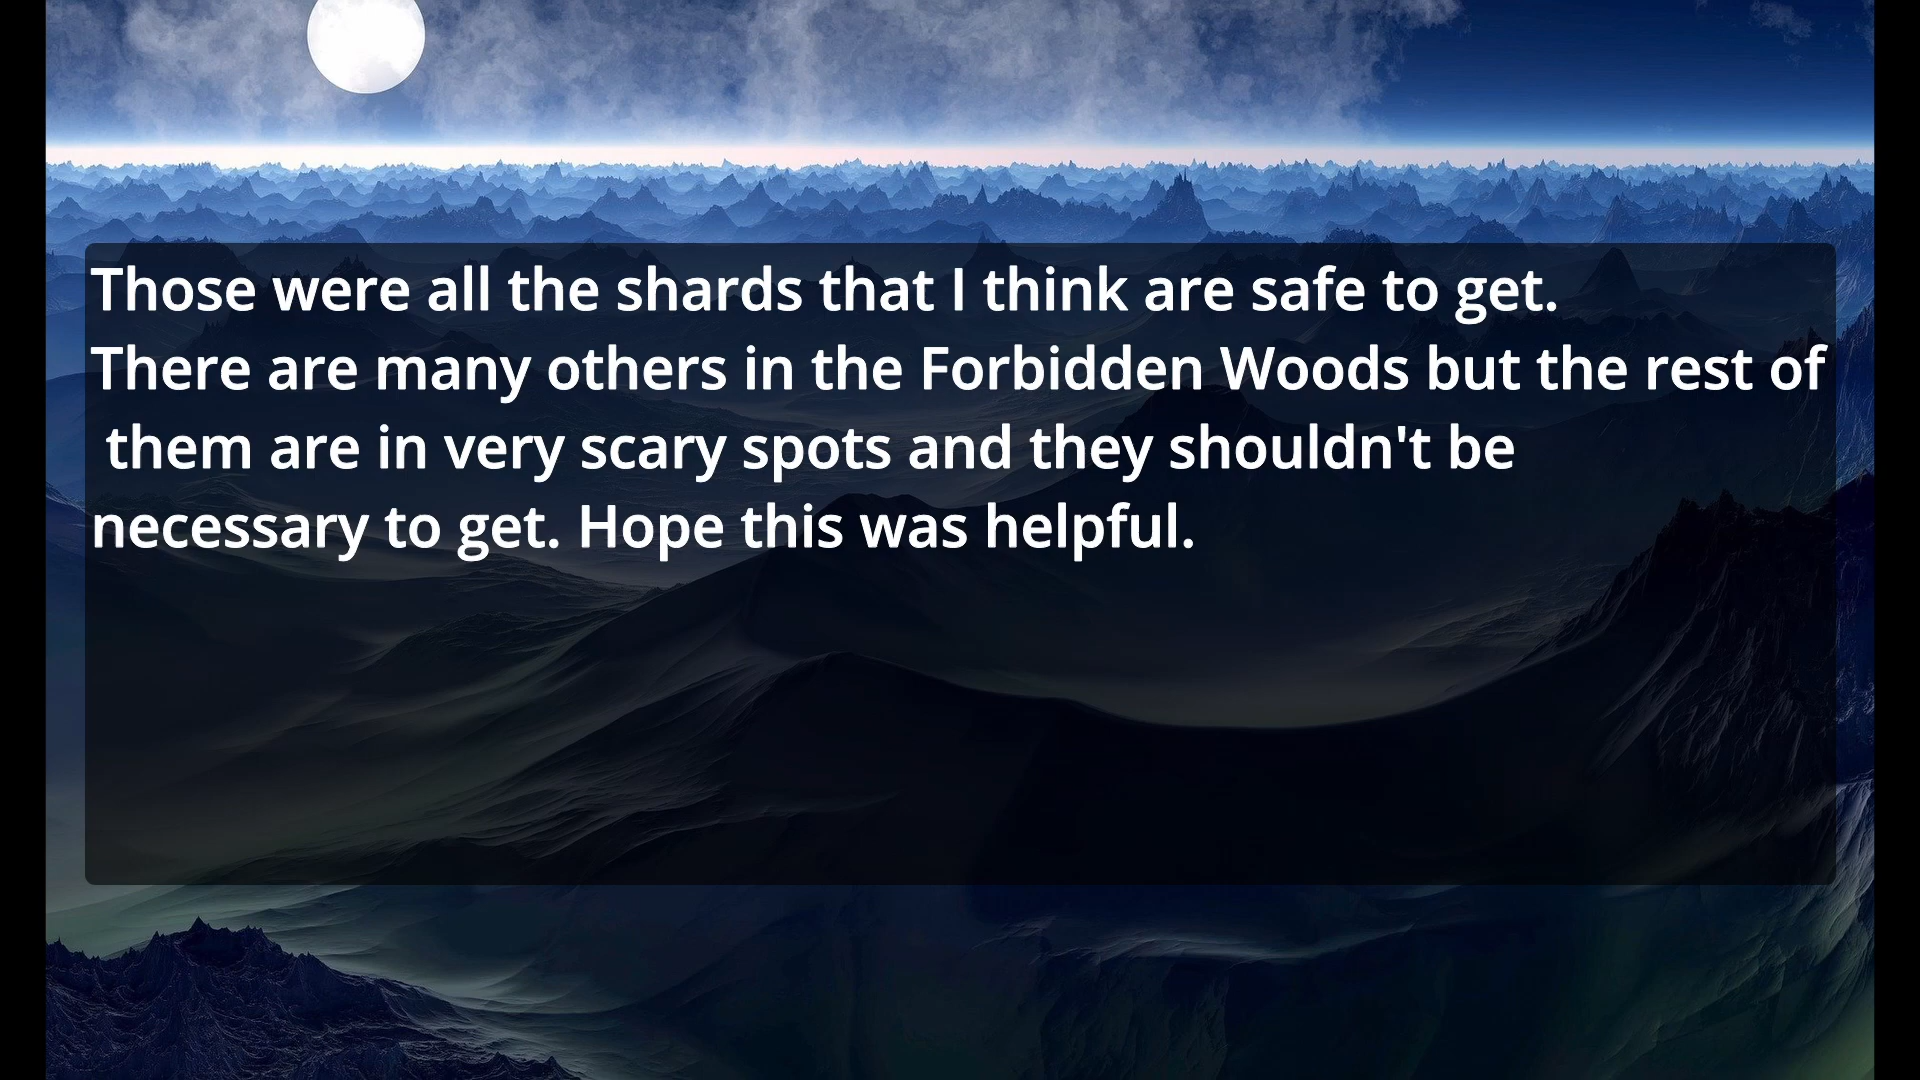 Those were all the shards that I think are safe to get.
There are many others in the Forbidden Woods but the rest of
them are in very scary spots and they shouldn't be
necessary to get. Hope this was helpful.